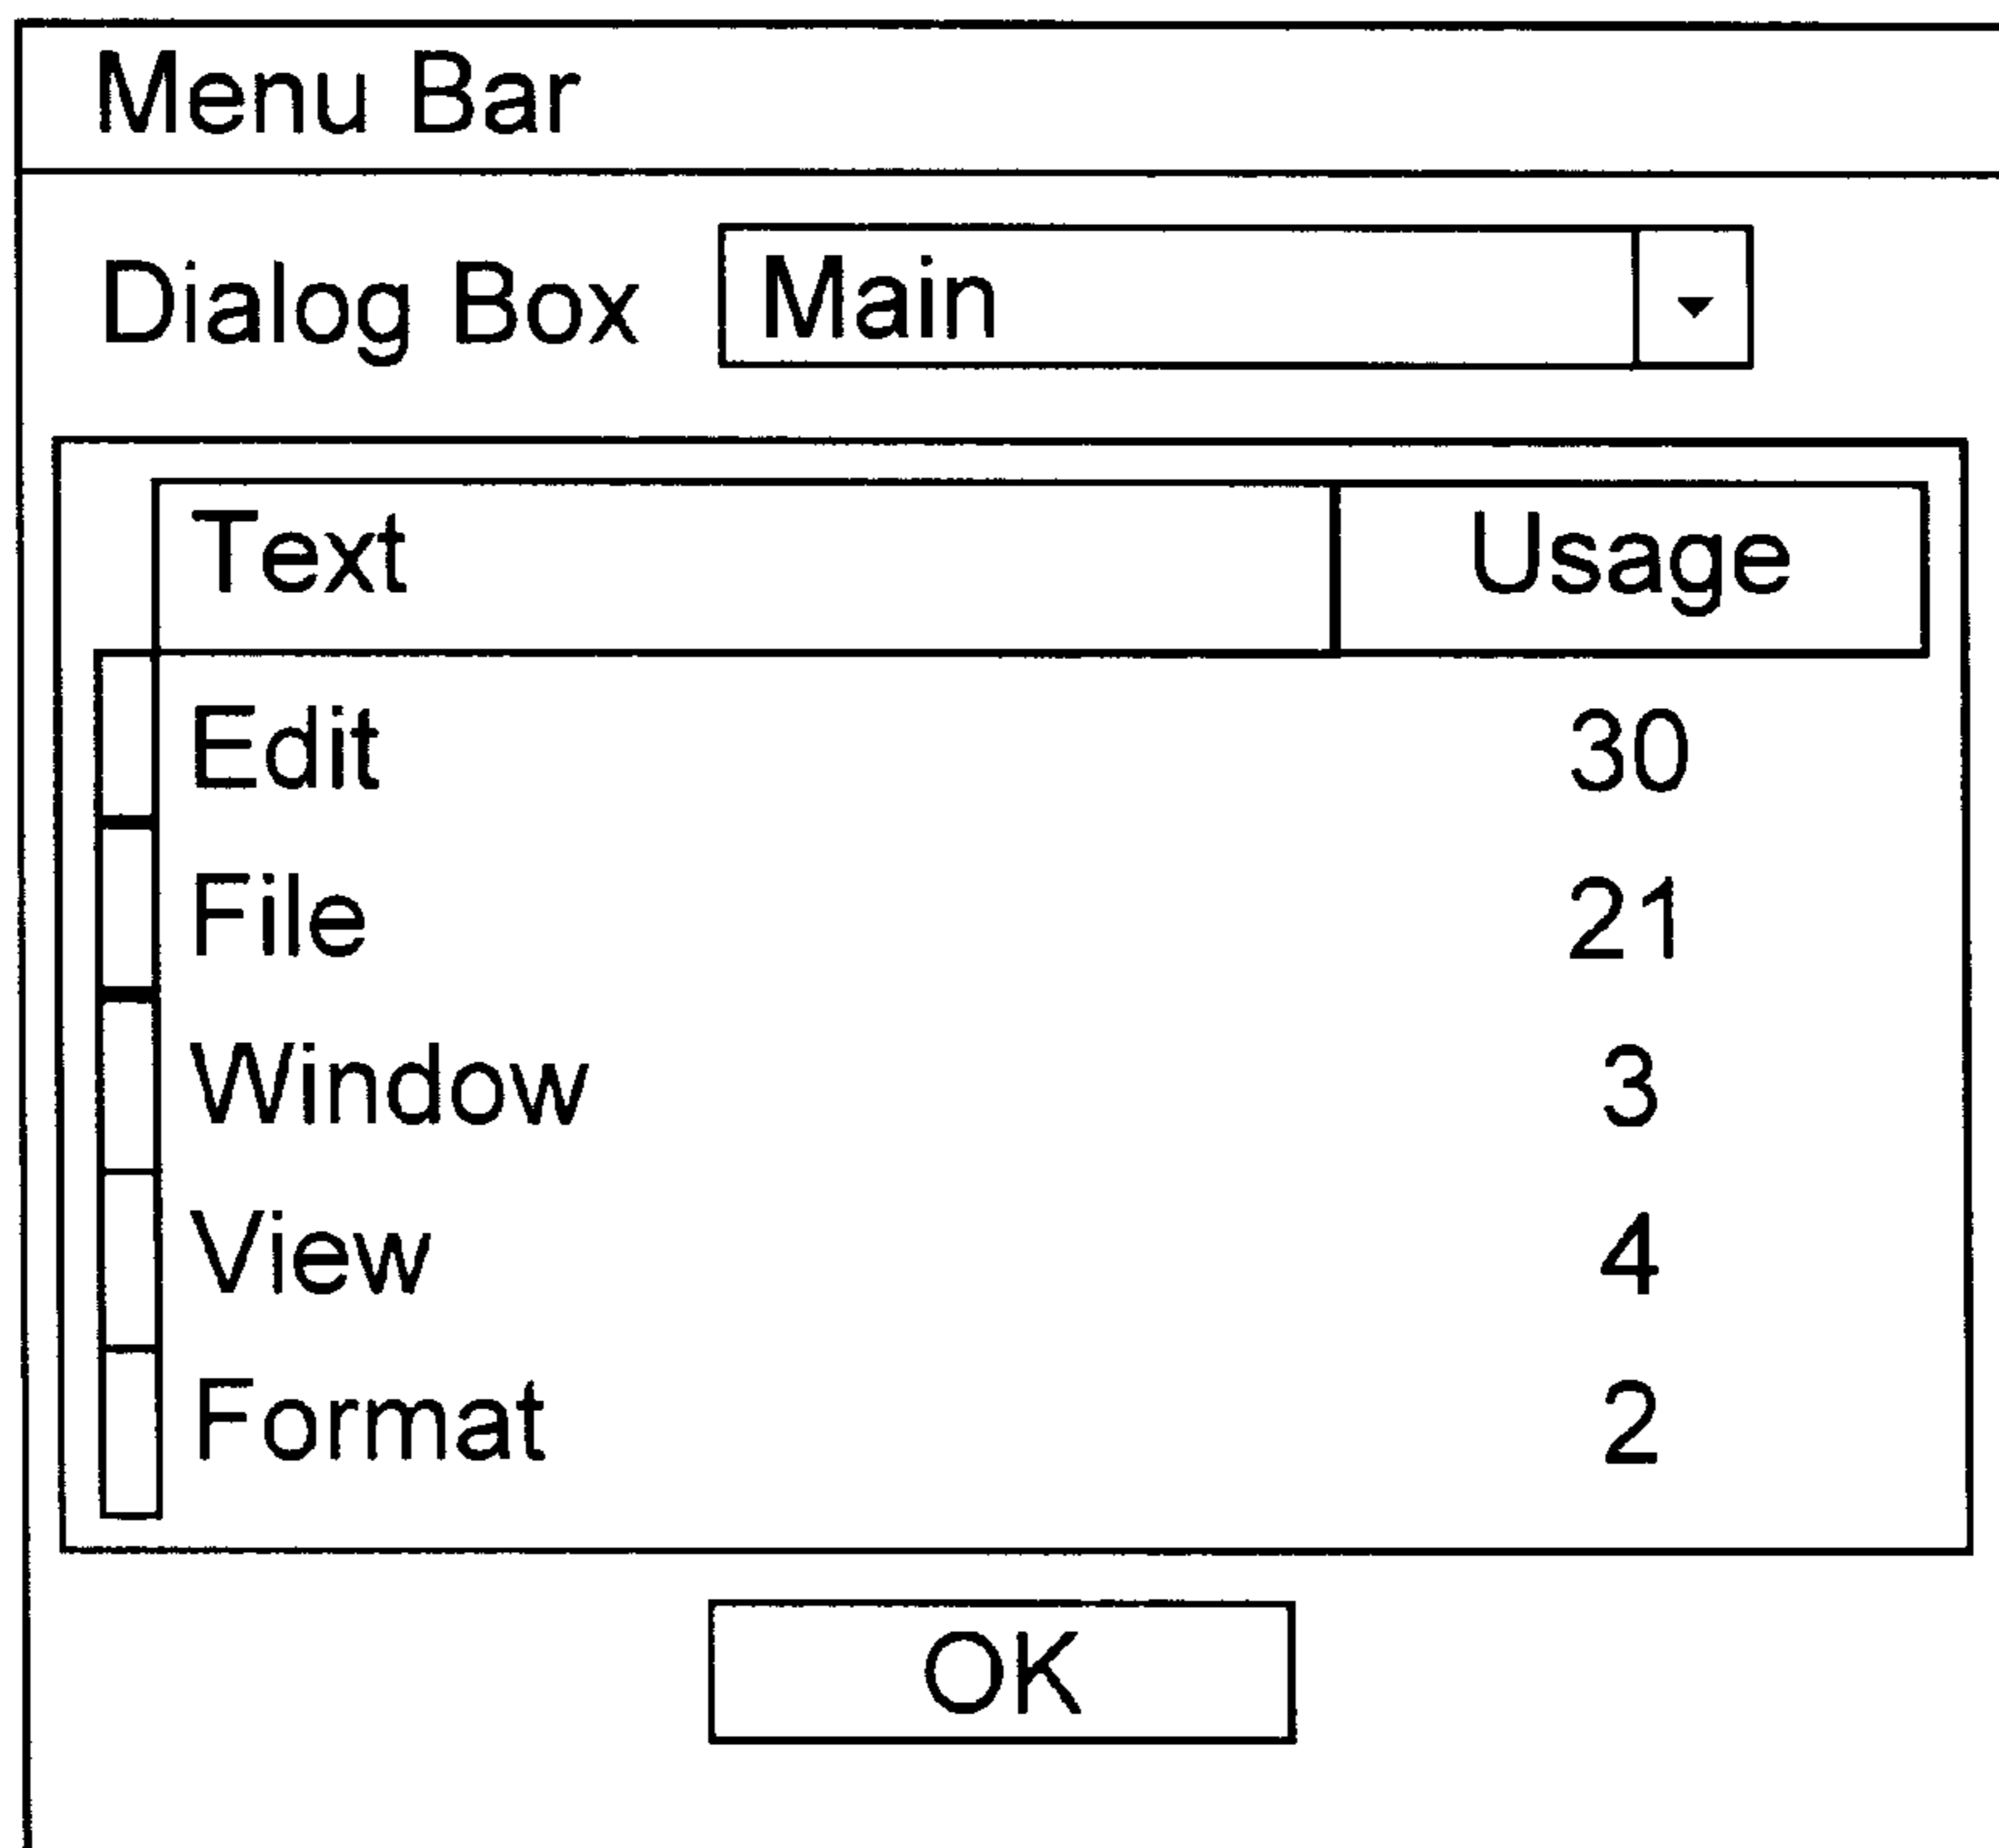 Menu Bar
Dialog Box Main
Text Usage
Edit 30
File 21
Window 3
View 4
Format 2
OK